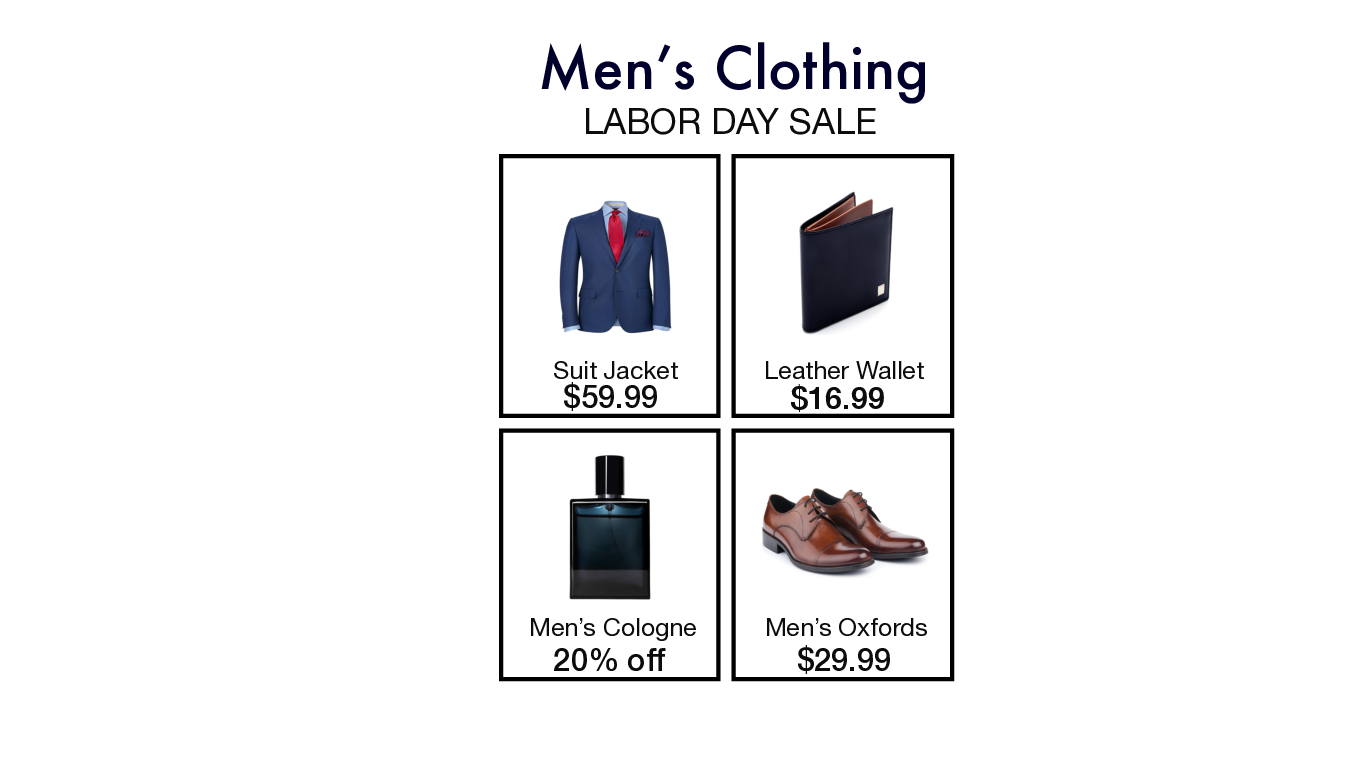 Men’s Clothing
LABOR DAY SALE
Suit Jacket
$59.99
Leather Wallet
$16.99
Men’s Cologne
20% off
Men’s Oxfords
$29.99